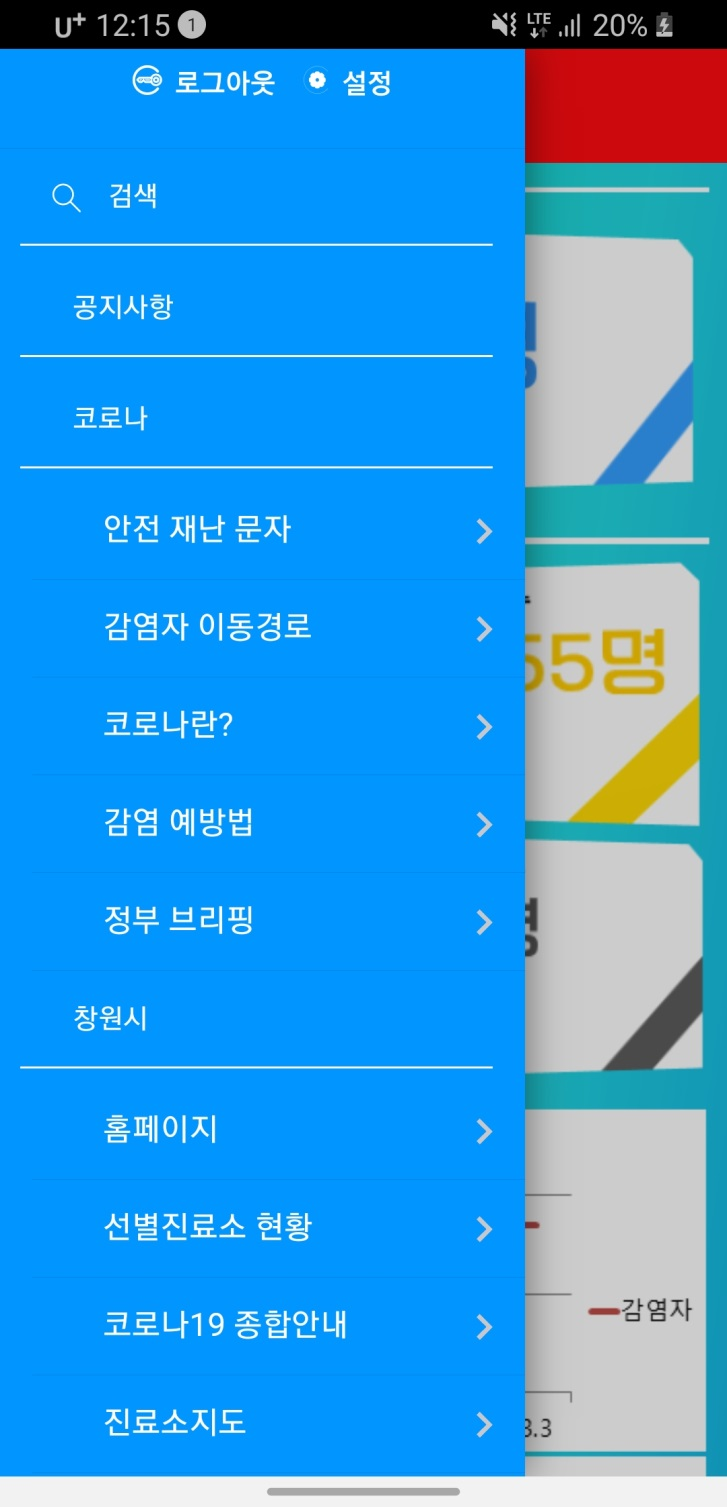 U+ 12:15 1 LTE 20%
로그아웃 설정
검색
공지사항
코로나
안전 재난 문자
감염자 이동경로
55명
코로나란?
감염 예방법
정부 브리핑
창원시
홈페이지
선별진료소 현황
감염자
코로나19 종합안내
진료소지도
3.3